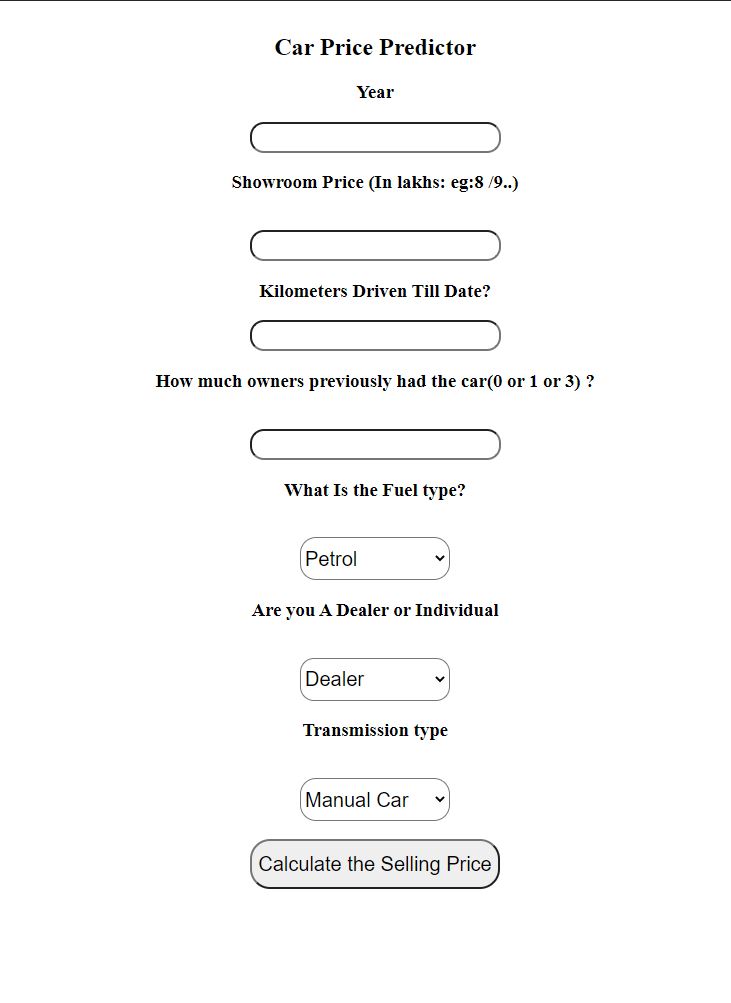 Car Price Predictor
Year
Showroom Price (In lakhs: eg:8 /9..)
Kilometers Driven Till Date?
How much owners previously had the car(0 or 1 or 3) ?
What Is the Fuel type?
Petrol
Are you A Dealer or Individual
Dealer
Transmission type
Manual Car
Calculate the Selling Price